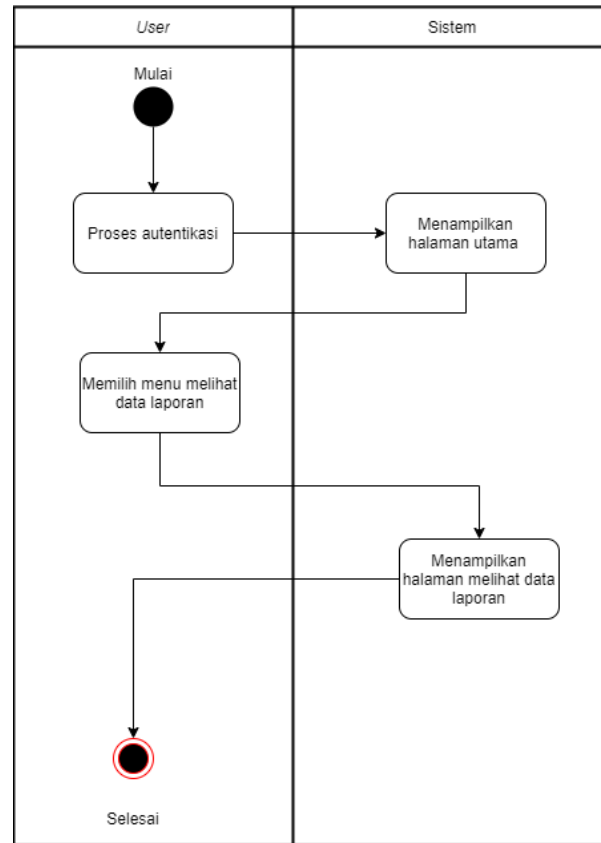 User
Sistem
Mulai
Proses autentikasi
Menampilkan
halaman utama
Memilih menu melihat
data laporan
Menampilkan
halaman melihat data
laporan
Selesai